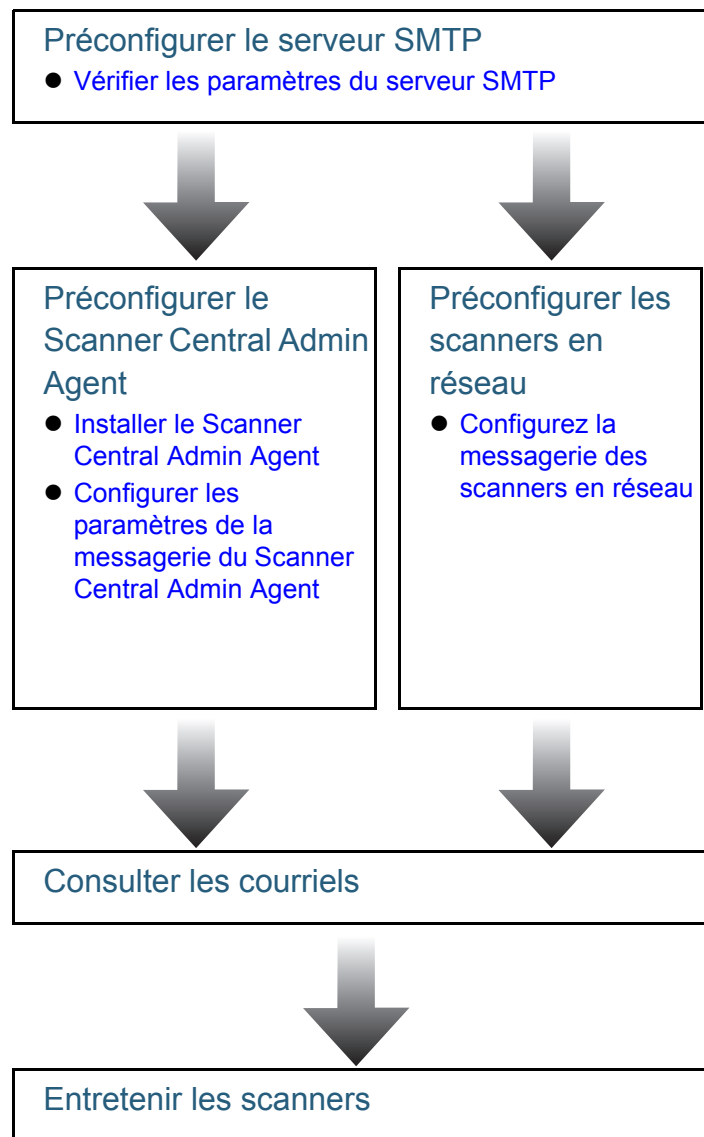 Préconfigurer le serveur SMTP
● Vérifier les paramètres du serveur SMTP
Préconfigurer le
Scanner Central Admin
Agent
● Installer le Scanner
Central Admin Agent
● Configurer les
paramètres de la
messagerie du Scanner
Central Admin Agent
Préconfigurer les
scanners en
réseau
● Configurez la
messagerie des
scanners en réseau
Consulter les courriels
Entretenir les scanners